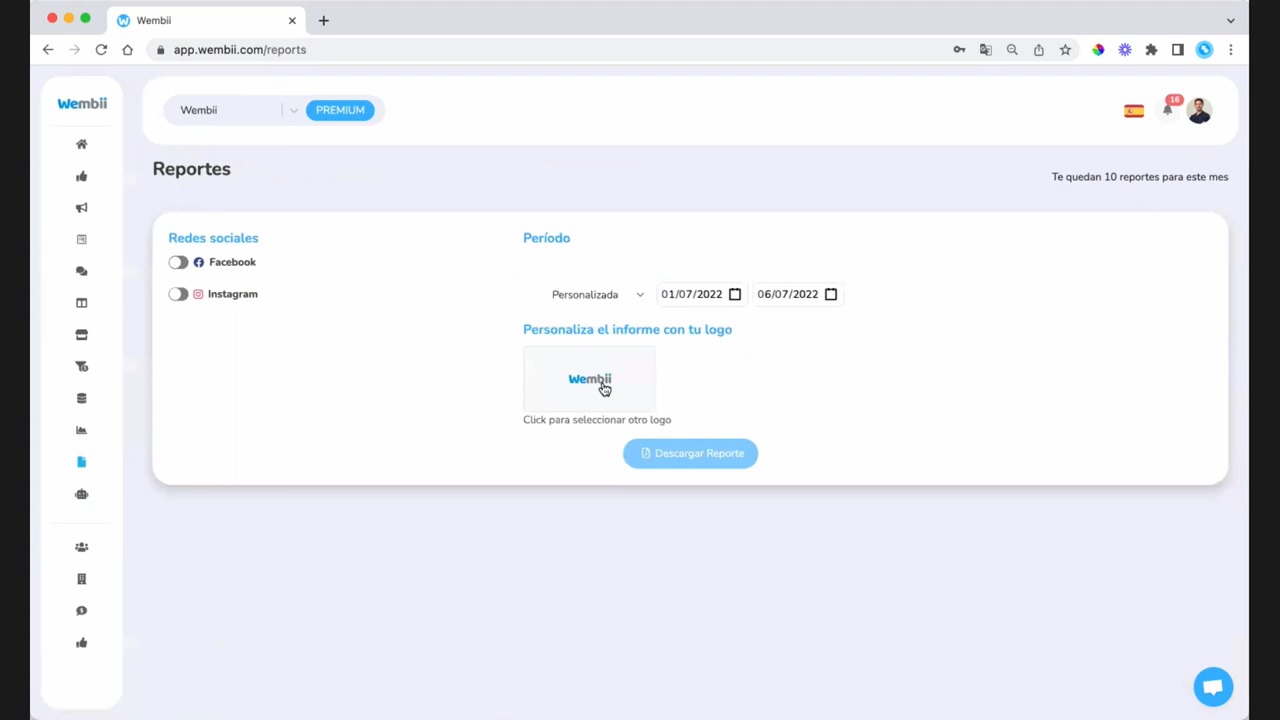 Wembii
app.wembii.com/reports
Wembii
Wembii
PREMIUM
16
Reportes
Te quedan 10 reportes para este mes
Redes sociales
Facebook
Instagram
Período
Personalizada
01/07/2022
06/07/2022
Personaliza el informe con tu logo
Wembii
Click para seleccionar otro logo
Descargar Reporte